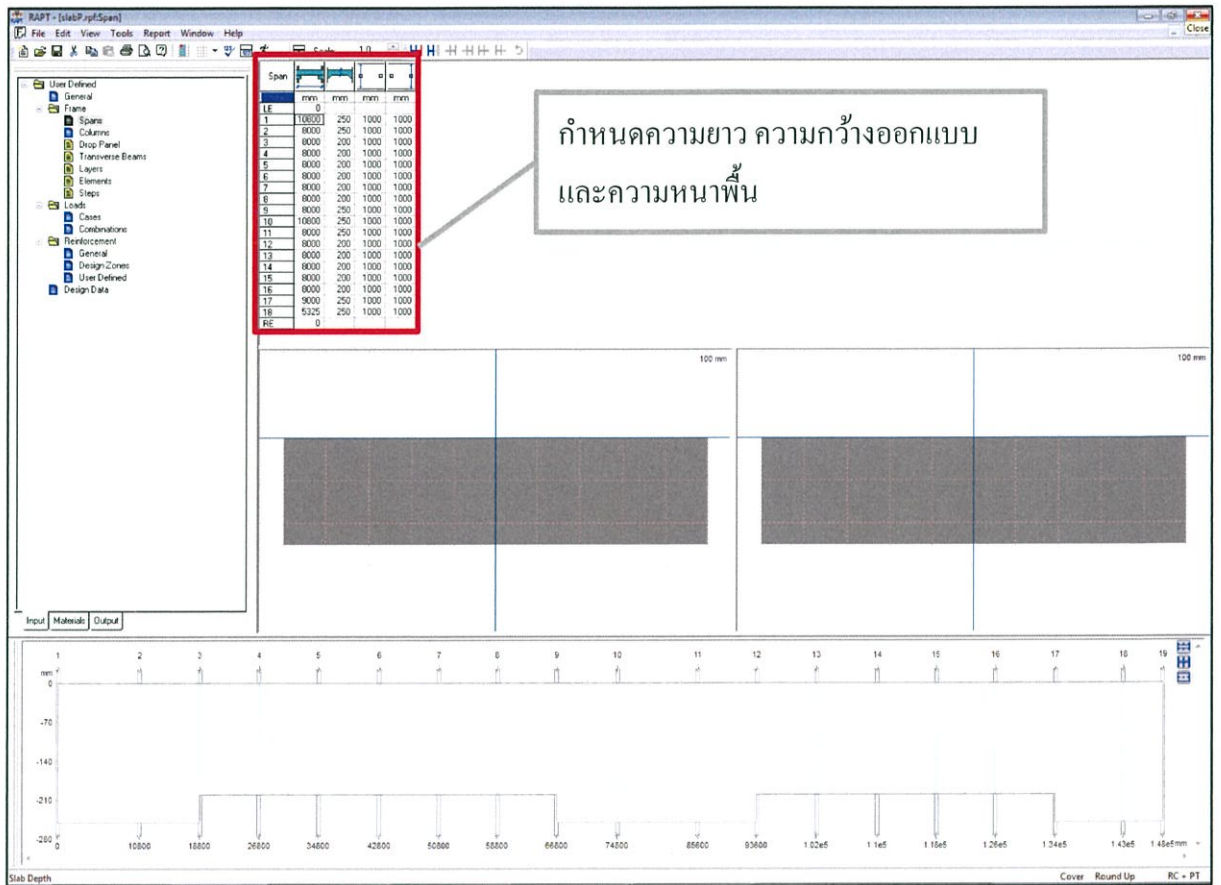 RAPT - [slabP.rpf:Span]
Close
File Edit View Tools Report Window Help
Scale 1.0
User Defined
General
Frame
Spans
Columns
Drop Panel
Transverse Beams
Layers
Elements
Steps
Loads
Cases
Combinations
Reinforcement
General
Design Zones
User Defined
Design Data
Span
mm mm mm mm
LE 0
1 10800 250 1000 1000
2 8000 250 1000 1000
3 8000 200 1000 1000
4 8000 200 1000 1000
5 8000 200 1000 1000
6 8000 200 1000 1000
7 8000 200 1000 1000
8 8000 200 1000 1000
9 8000 250 1000 1000
10 10800 250 1000 1000
11 8000 250 1000 1000
12 8000 200 1000 1000
13 8000 200 1000 1000
14 8000 200 1000 1000
15 8000 200 1000 1000
16 8000 200 1000 1000
17 9000 250 1000 1000
18 5325 250 1000 1000
RE 0
กำหนดความยาว ความกว้างออกแบบ
และความหนาพื้น
100 mm
100 mm
Input Materials Output
1 2 3 4 5 6 7 8 9 10 11 12 13 14 15 16 17 18 19
mm
0
-70
-140
-210
-280
0 10800 18800 26800 34800 42800 50800 58800 66800 74800 85600 93600 1.02e5 1.1e5 1.18e5 1.26e5 1.34e5 1.43e5 1.48e5mm
Slab Depth
Cover Round Up RC + PT